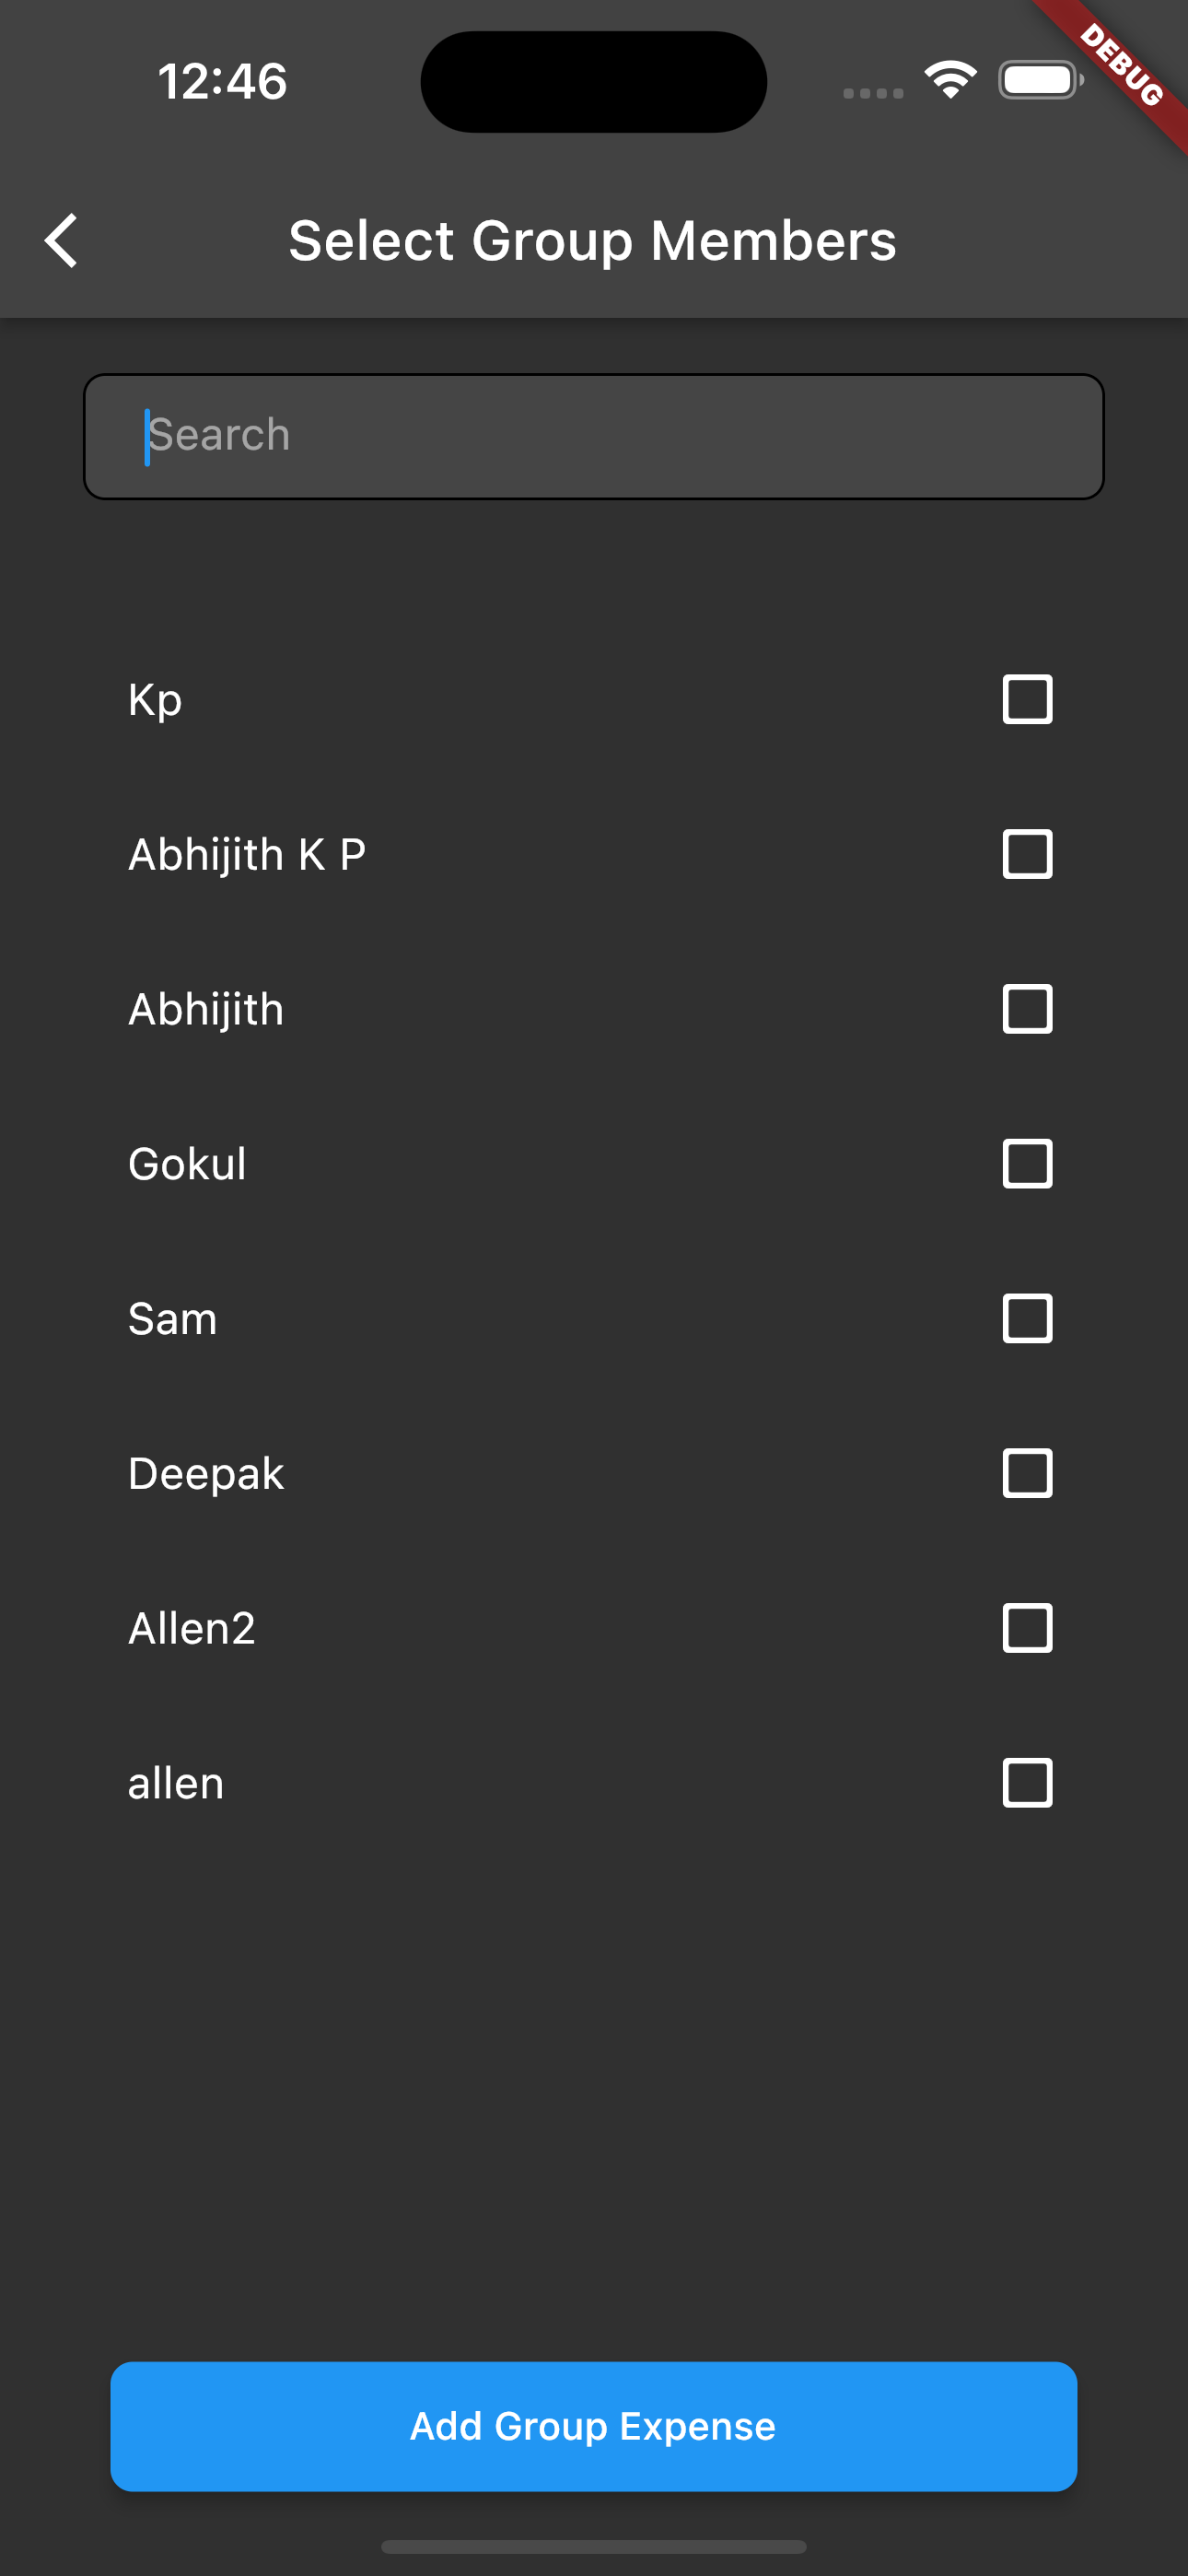 12:46
DEBUG
Select Group Members
Search
Kp
Abhijith K P
Abhijith
Gokul
Sam
Deepak
Allen2
allen
Add Group Expense